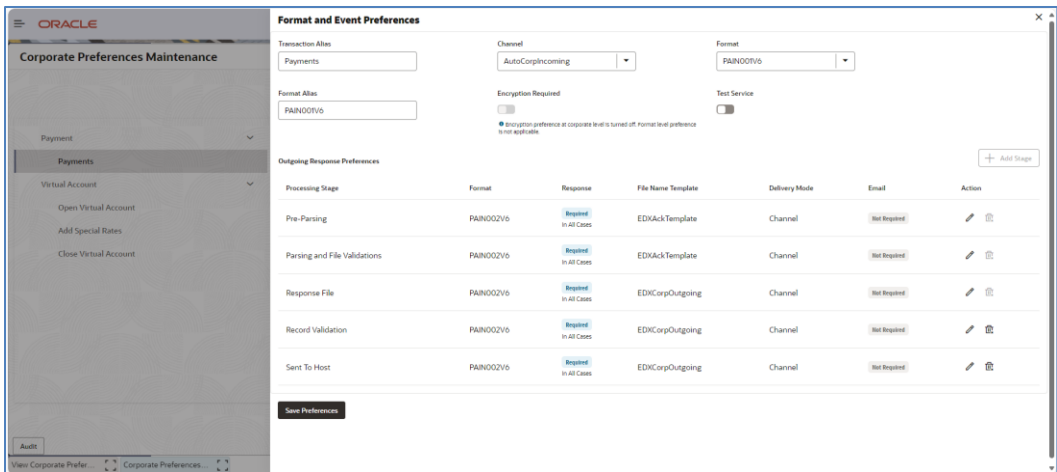 ORACLE
Corporate Preferences Maintenance
Payment
Payments
Virtual Account
Open Virtual Account
Add Special Rates
Close Virtual Account
Audit
View Corporate Prefer...
Corporate Preferences...
Format and Event Preferences
Transaction Alias
Channel
Format
Payments
AutoCorpIncoming
PAIN001V6
Format Alias
Encryption Required
Test Service
PAIN001V6
Encryption preference at corporate level is turned off. Format level preference
is not applicable.
Outgoing Response Preferences
Add Stage
Processing Stage Format Response File Name Template Delivery Mode Email Action
Pre-Parsing PAIN002V6 Required In All Cases EDXAckTemplate Channel Not Required
Parsing and File Validations PAIN002V6 Required In All Cases EDXAckTemplate Channel Not Required
Response File PAIN002V6 Required In All Cases EDXCorpOutgoing Channel Not Required
Record Validation PAIN002V6 Required In All Cases EDXCorpOutgoing Channel Not Required
Sent To Host PAIN002V6 Required In All Cases EDXCorpOutgoing Channel Not Required
Save Preferences